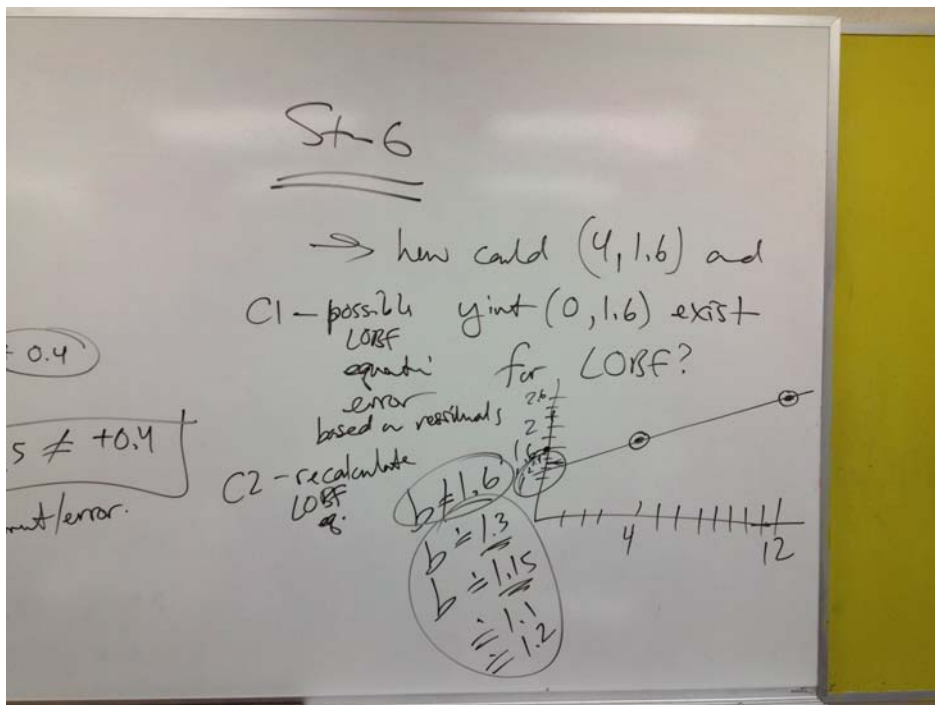 St-6
→ how could (4, 1.6) and
yint (0, 1.6) exist
for LOBF?
C1 - possible
LOBF
equati
error
based on residuals
C2 - recalculate
LOBF
eq.
0.4
5 ≠ +0.4
/error.
b ≠ 1.6
b ≐ 1.3
b ≐ 1.15
≐ 1.1
≐ 1.2
2.6
2
1.6
4
12